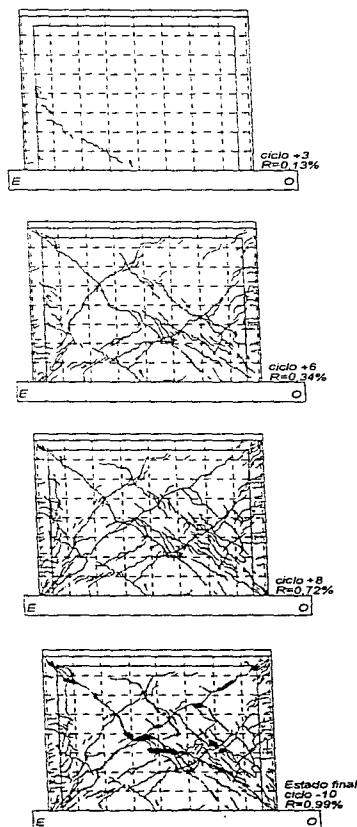 ciclo +3
R=0,13%
E O
ciclo +6
R=0,34%
E O
ciclo +8
R=0,72%
E O
Estado final
ciclo -10
R=0,99%
E O